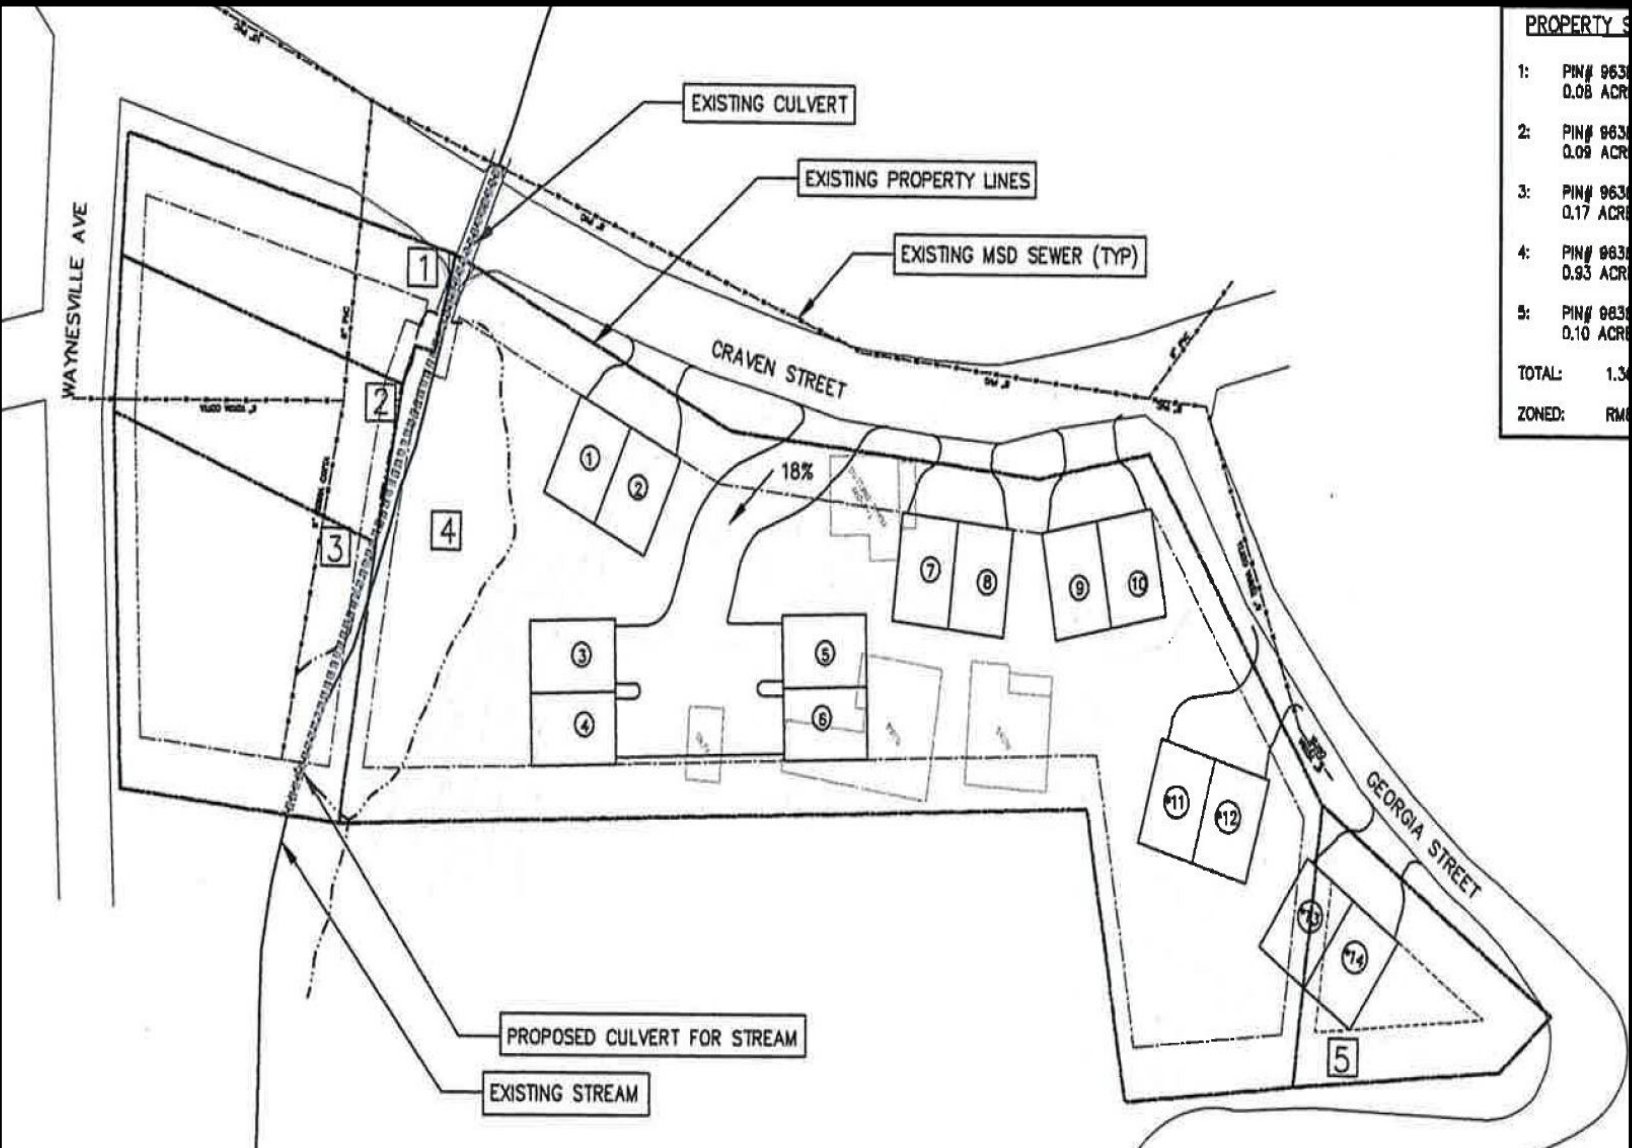 PROPERTY S
1: PIN# 963
0.08 ACR
2: PIN# 963
0.09 ACR
3: PIN# 963
0.17 ACR
4: PIN# 963
0.93 ACR
5: PIN# 963
0.10 ACR
TOTAL: 1.3
ZONED: RM
EXISTING CULVERT
EXISTING PROPERTY LINES
EXISTING MSD SEWER (TYP)
WAYNESVILLE AVE
CRAVEN STREET
GEORGIA STREET
18%
1
2
3
4
5
1
2
3
4
5
6
7
8
9
10
#11
#12
#13
#14
PROPOSED CULVERT FOR STREAM
EXISTING STREAM